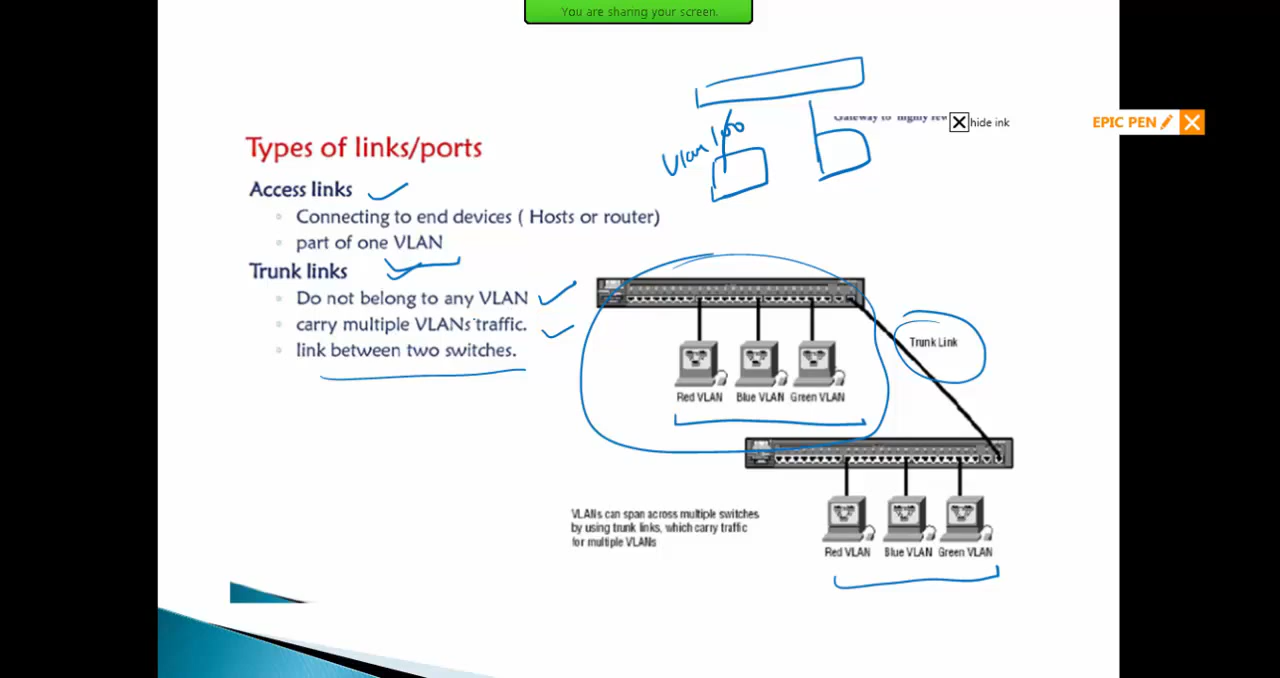 You are sharing your screen.
hide ink
EPIC PEN
Vlan 100
Types of links/ports
Access links
Connecting to end devices ( Hosts or router)
part of one VLAN
Trunk links
Do not belong to any VLAN
carry multiple VLANs traffic.
link between two switches.
Trunk Link
Red VLAN Blue VLAN Green VLAN
VLANs can span across multiple switches
by using trunk links, which carry traffic
for multiple VLANs
Red VLAN Blue VLAN Green VLAN